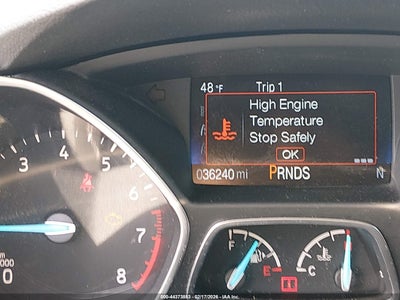 48°F Trip 1
High Engine
Temperature
Stop Safely
OK
036240 mi PRNDS N
3 4 5 6 7 8
0
F E C